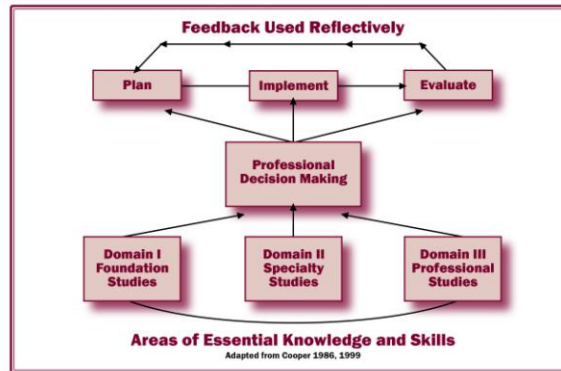 Feedback Used Reflectively
Plan
Implement
Evaluate
Professional
Decision Making
Domain I
Foundation
Studies
Domain II
Specialty
Studies
Domain III
Professional
Studies
Areas of Essential Knowledge and Skills
Adapted from Cooper 1986, 1999